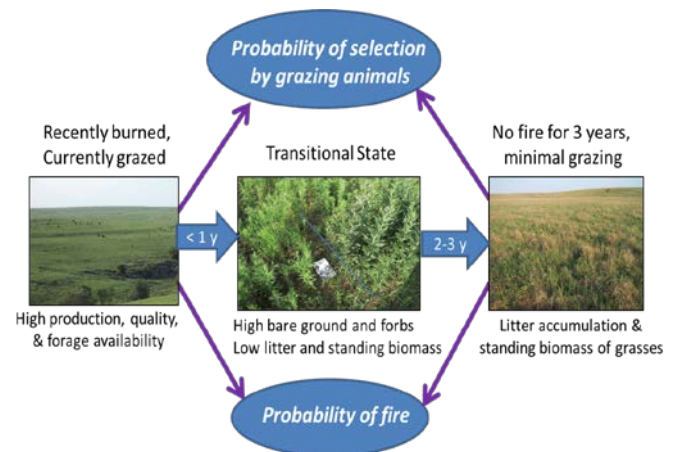 Probability of selection
by grazing animals
Recently burned,
Currently grazed
Transitional State
No fire for 3 years,
minimal grazing
< 1 y
2-3 y
High production, quality,
& forage availability
High bare ground and forbs
Low litter and standing biomass
Litter accumulation &
standing biomass of grasses
Probability of fire